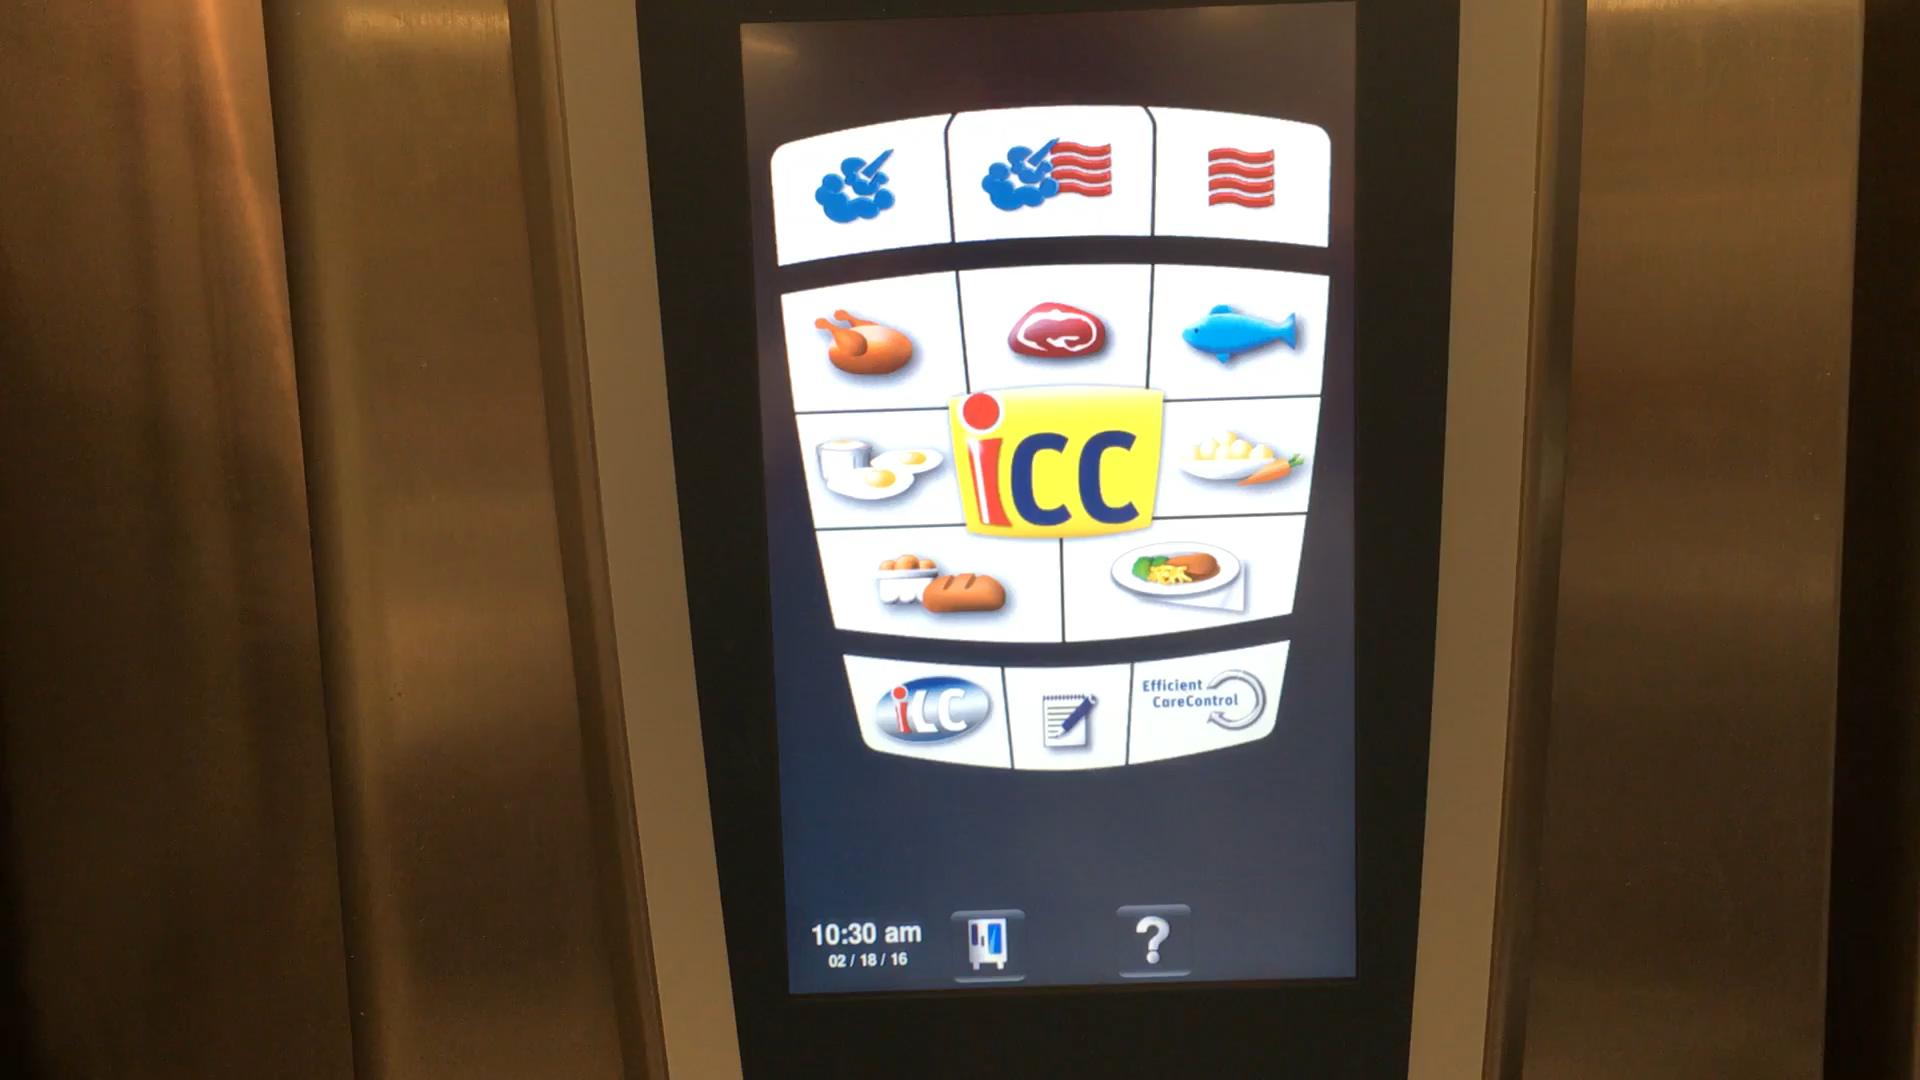 iCC
iLC
Efficient
CareControl
10:30 am
02 / 18 / 16
?